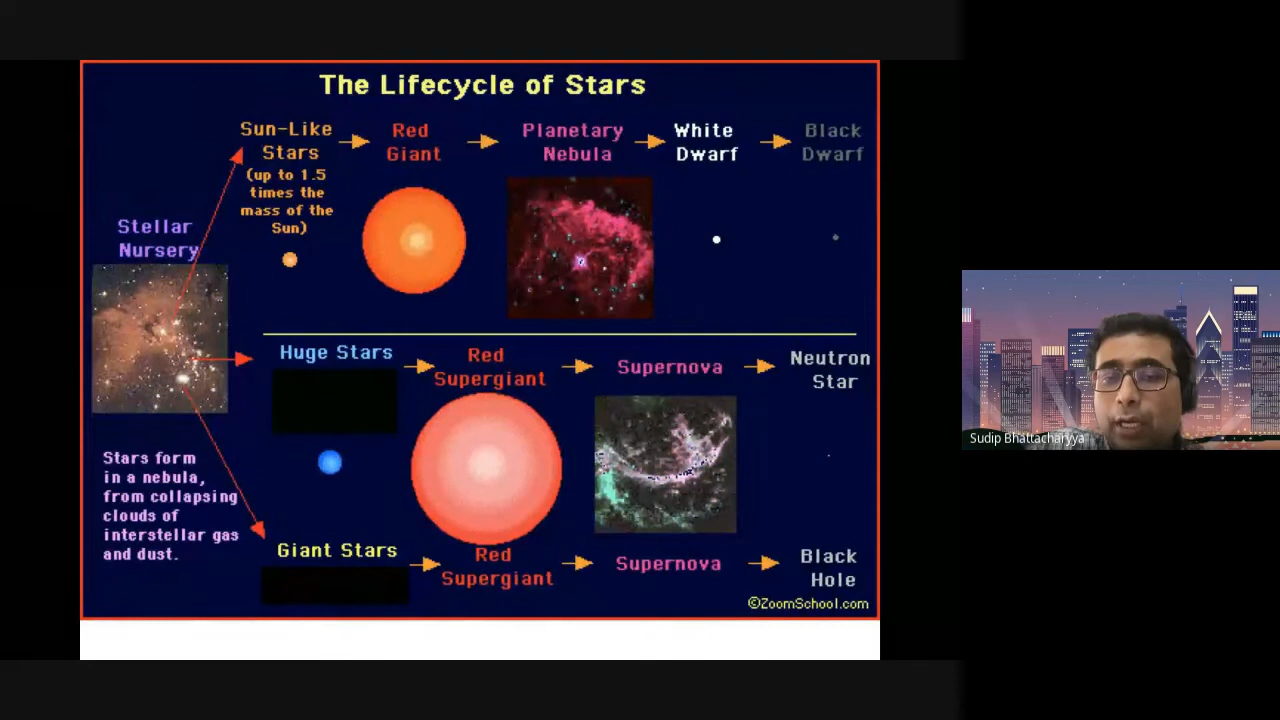 The Lifecycle of Stars
Sun-Like
Stars
(up to 1.5
times the
mass of the
Sun)
Red
Giant
Planetary
Nebula
White
Dwarf
Black
Dwarf
Stellar
Nursery
Huge Stars
Red
Supergiant
Supernova
Neutron
Star
Stars form
in a nebula,
from collapsing
clouds of
interstellar gas
and dust.
Giant Stars
Red
Supergiant
Supernova
Black
Hole
©ZoomSchool.com
Sudip Bhattacharyya